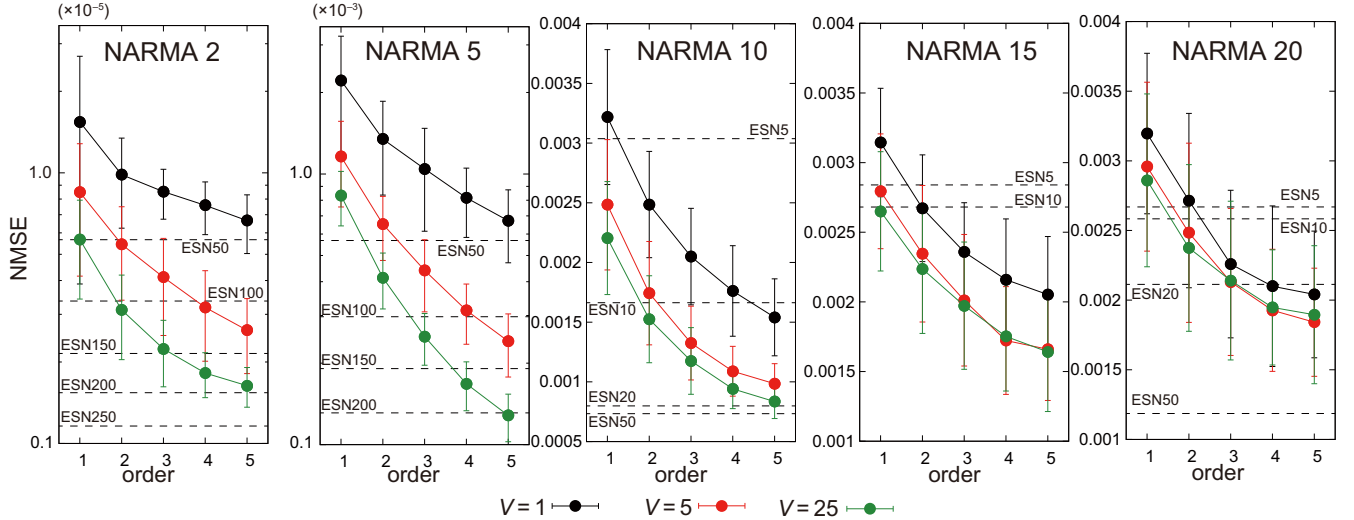 (×10⁻⁵)
NARMA 2
NMSE
1.0
0.1
ESN50
ESN100
ESN150
ESN200
ESN250
1 2 3 4 5
order
(×10⁻³)
NARMA 5
1.0
0.1
ESN50
ESN100
ESN150
ESN200
1 2 3 4 5
order
NARMA 10
0.004
0.0035
0.003
0.0025
0.002
0.0015
0.001
0.0005
ESN5
ESN10
ESN20
ESN50
1 2 3 4 5
order
NARMA 15
0.004
0.0035
0.003
0.0025
0.002
0.0015
0.001
ESN5
ESN10
1 2 3 4 5
order
NARMA 20
0.004
0.0035
0.003
0.0025
0.002
0.0015
0.001
ESN5
ESN10
ESN20
ESN50
1 2 3 4 5
order
V = 1 V = 5 V = 25